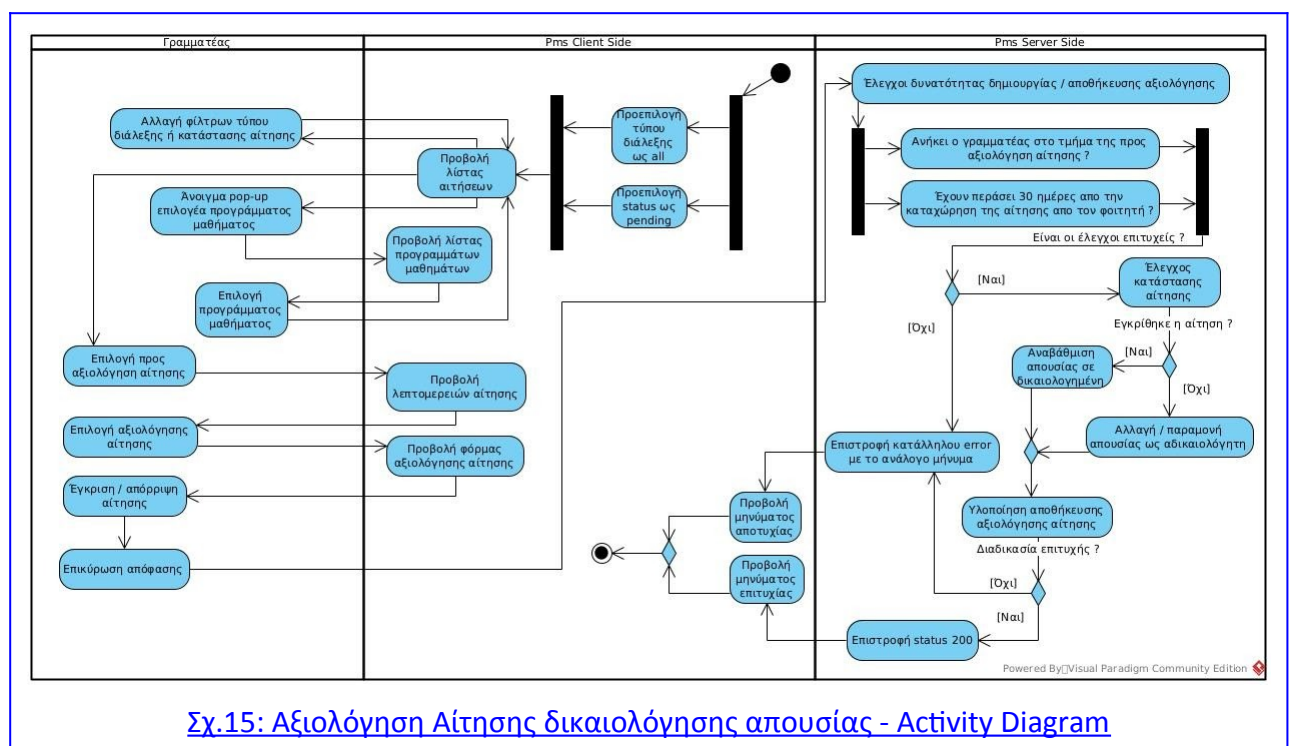 Γραμματέας
Pms Client Side
Pms Server Side
Αλλαγή φίλτρων τύπου
διάλεξης ή κατάστασης αίτησης
Άνοιγμα pop-up
επιλογέα προγράμματος
μαθήματος
Επιλογή
προγράμματος
μαθήματος
Επιλογή προς
αξιολόγηση αίτησης
Επιλογή αξιολόγησης
αίτησης
Έγκριση / απόρριψη
αίτησης
Επικύρωση απόφασης
Προβολή
λίστας
αιτήσεων
Προβολή λίστας
προγραμμάτων
μαθημάτων
Προεπιλογή
τύπου
διάλεξης
ως all
Προεπιλογή
status ως
pending
Προβολή
λεπτομερειών αίτησης
Προβολή φόρμας
αξιολόγησης αίτησης
Προβολή
μηνύματος
αποτυχίας
Προβολή
μηνύματος
επιτυχίας
Έλεγχοι δυνατότητας δημιουργίας / αποθήκευσης αξιολόγησης
Ανήκει ο γραμματέας στο τμήμα της προς
αξιολόγηση αίτησης ?
Έχουν περάσει 30 ημέρες απο την
καταχώρηση της αίτησης απο τον φοιτητή ?
Είναι οι έλεγχοι επιτυχείς ?
[Ναι]
[Όχι]
Έλεγχος
κατάστασης
αίτησης
Εγκρίθηκε η αίτηση ?
[Ναι]
[Όχι]
Αναβάθμιση
απουσίας σε
δικαιολογημένη
Αλλαγή / παραμονή
απουσίας ως αδικαιολόγητη
Επιστροφή κατάλληλου error
με το ανάλογο μήνυμα
Υλοποίηση αποθήκευσης
αξιολόγησης αίτησης
Διαδικασία επιτυχής ?
[Όχι]
[Ναι]
Επιστροφή status 200
Powered By Visual Paradigm Community Edition
Σχ.15: Αξιολόγηση Αίτησης δικαιολόγησης απουσίας - Activity Diagram